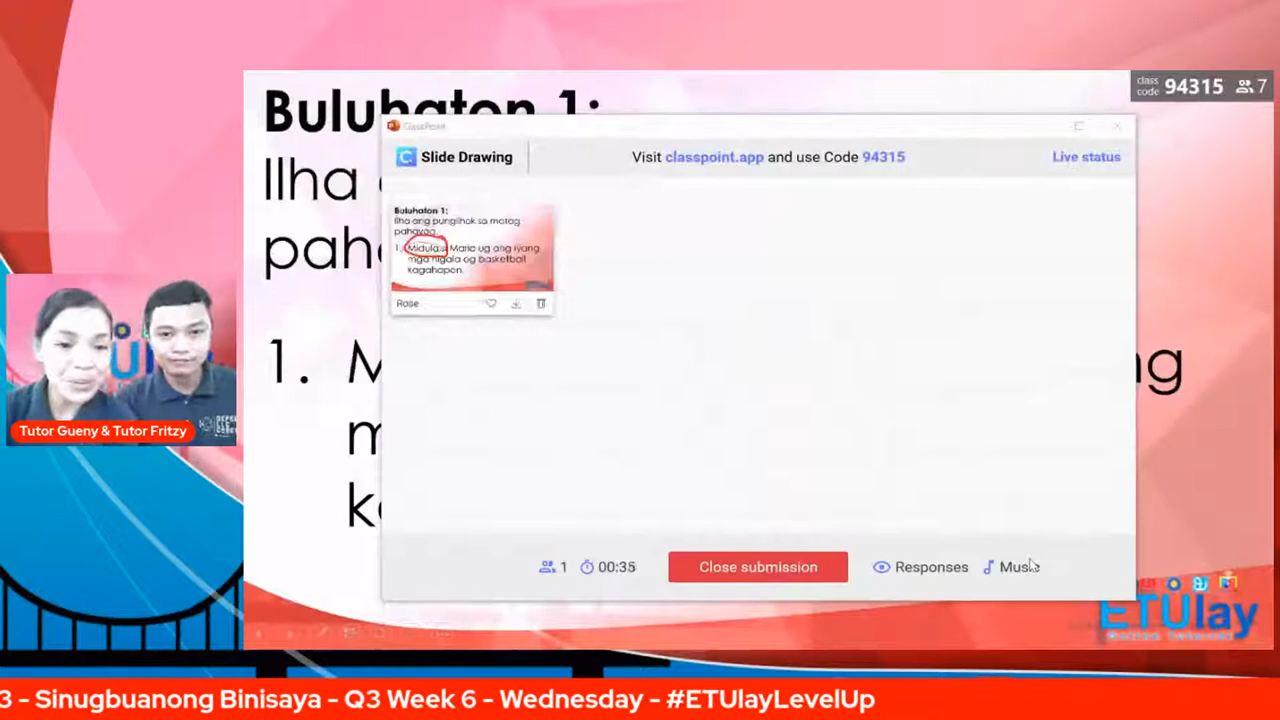 class code 94315 7
Buluhaton 1:
Ilha
paha
1. M ng
m
ka
ClassPoint
Slide Drawing
Visit classpoint.app and use Code 94315
Live status
Buluhaton 1:
Ilha ang punglihok sa matag
pahayag.
1. Midula si Mario ug ang iyang
mga higala og basketball
kagahapon.
Rose
1 00:35
Close submission
Responses
Music
Tutor Gueny & Tutor Fritzy
ETUlay
3 - Sinugbuanong Binisaya - Q3 Week 6 - Wednesday - #ETUlayLevelUp